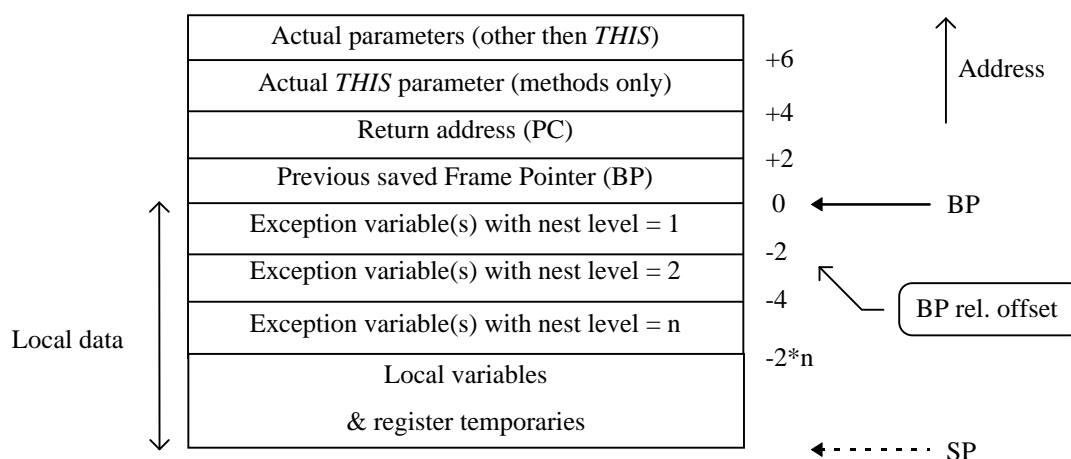 Actual parameters (other then THIS)
+6
Actual THIS parameter (methods only)
Address
+4
Return address (PC)
+2
Previous saved Frame Pointer (BP)
0
BP
Exception variable(s) with nest level = 1
-2
Exception variable(s) with nest level = 2
-4
BP rel. offset
Exception variable(s) with nest level = n
Local data
-2*n
Local variables
& register temporaries
SP